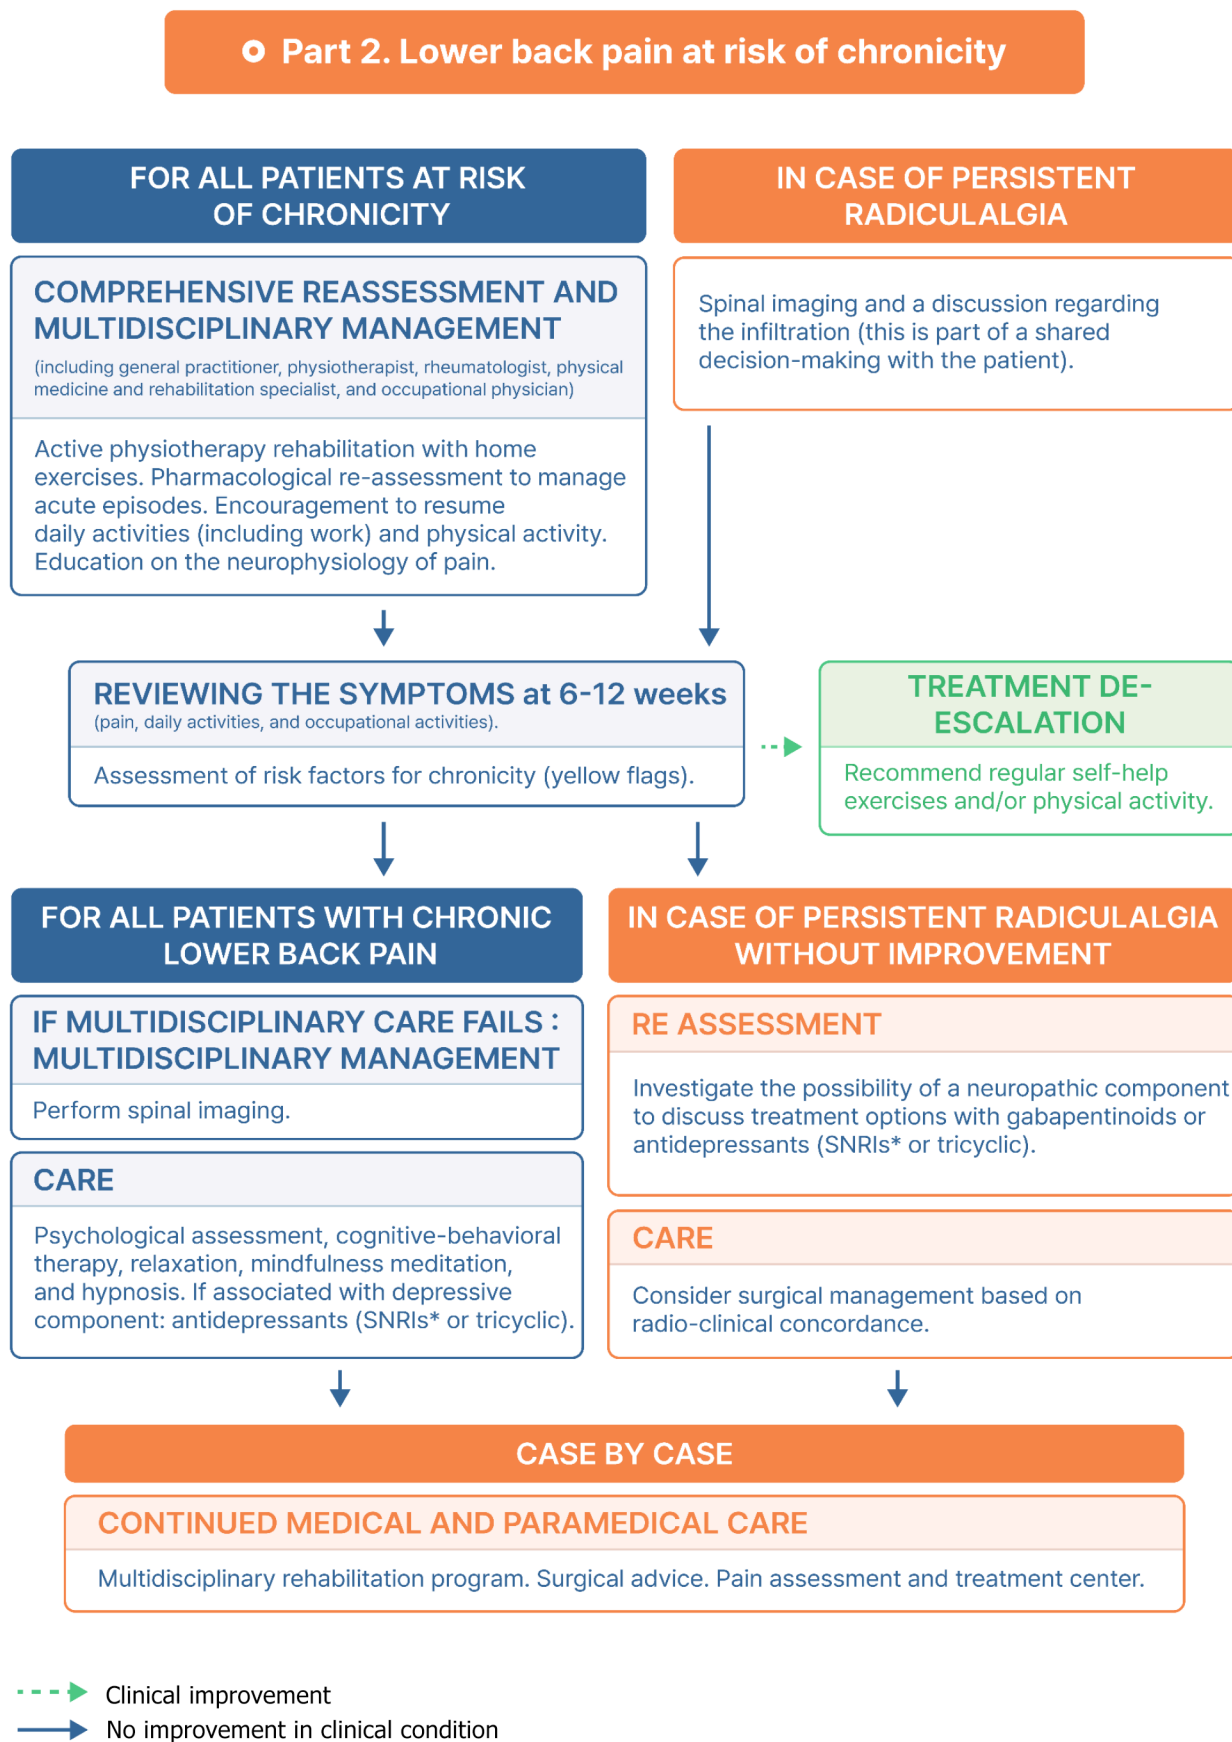 Part 2. Lower back pain at risk of chronicity
FOR ALL PATIENTS AT RISK
OF CHRONICITY
COMPREHENSIVE REASSESSMENT AND
MULTIDISCIPLINARY MANAGEMENT
(including general practitioner, physiotherapist, rheumatologist, physical
medicine and rehabilitation specialist, and occupational physician)
Active physiotherapy rehabilitation with home
exercises. Pharmacological re-assessment to manage
acute episodes. Encouragement to resume
daily activities (including work) and physical activity.
Education on the neurophysiology of pain.
IN CASE OF PERSISTENT
RADICULALGIA
Spinal imaging and a discussion regarding
the infiltration (this is part of a shared
decision-making with the patient).
REVIEWING THE SYMPTOMS at 6-12 weeks
(pain, daily activities, and occupational activities).
Assessment of risk factors for chronicity (yellow flags).
TREATMENT DE-
ESCALATION
Recommend regular self-help
exercises and/or physical activity.
FOR ALL PATIENTS WITH CHRONIC
LOWER BACK PAIN
IF MULTIDISCIPLINARY CARE FAILS :
MULTIDISCIPLINARY MANAGEMENT
Perform spinal imaging.
CARE
Psychological assessment, cognitive-behavioral
therapy, relaxation, mindfulness meditation,
and hypnosis. If associated with depressive
component: antidepressants (SNRIs* or tricyclic).
IN CASE OF PERSISTENT RADICULALGIA
WITHOUT IMPROVEMENT
RE ASSESSMENT
Investigate the possibility of a neuropathic component
to discuss treatment options with gabapentinoids or
antidepressants (SNRIs* or tricyclic).
CARE
Consider surgical management based on
radio-clinical concordance.
CASE BY CASE
CONTINUED MEDICAL AND PARAMEDICAL CARE
Multidisciplinary rehabilitation program. Surgical advice. Pain assessment and treatment center.
Clinical improvement
No improvement in clinical condition